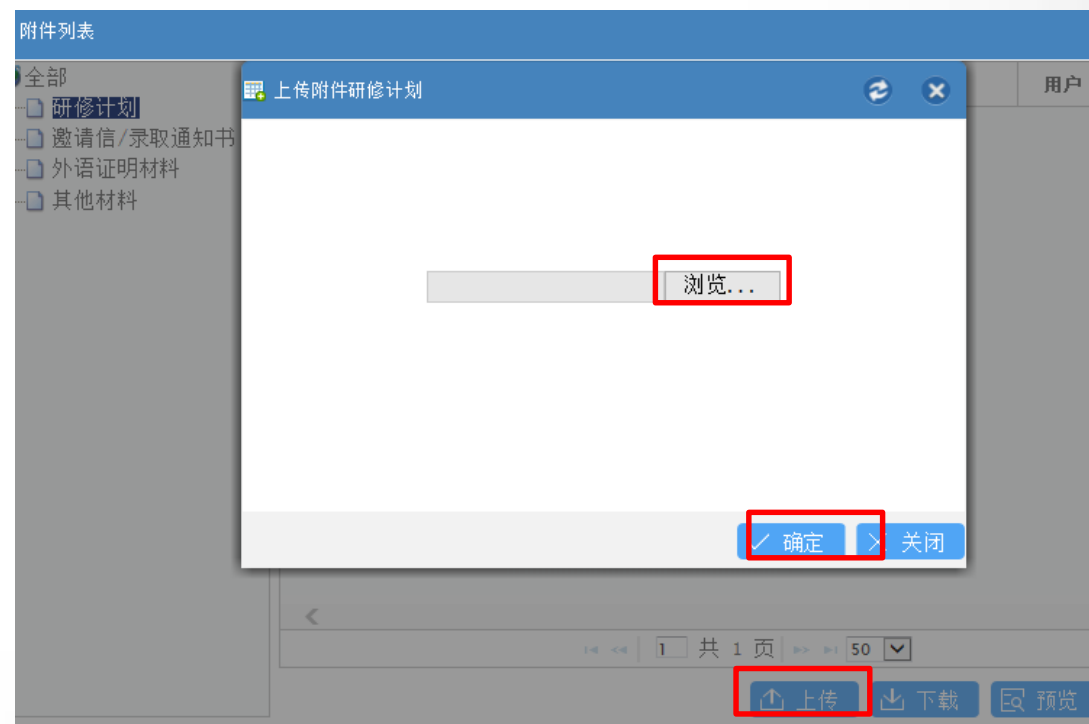 附件列表
全部
研修计划
邀请信/录取通知书
外语证明材料
其他材料
上传附件研修计划
用户
浏览...
确定
关闭
1 共 1 页 50
上传
下载
预览